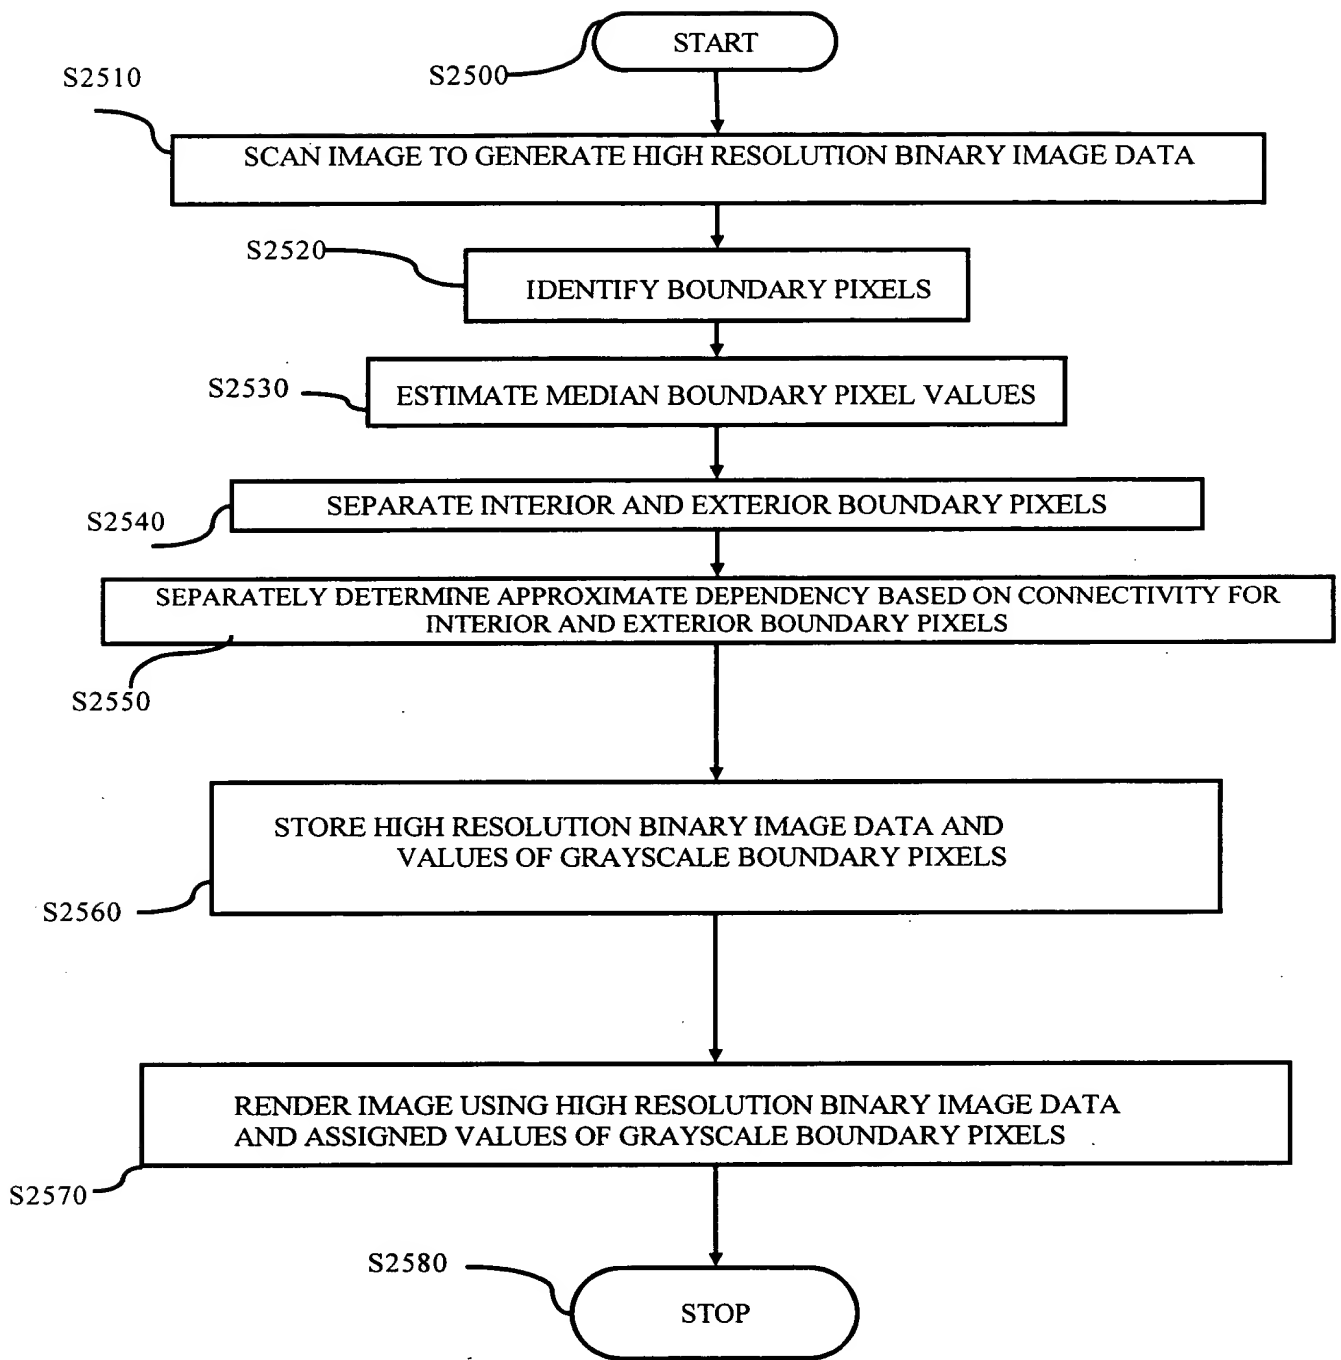 START
S2500
S2510
SCAN IMAGE TO GENERATE HIGH RESOLUTION BINARY IMAGE DATA
S2520
IDENTIFY BOUNDARY PIXELS
S2530
ESTIMATE MEDIAN BOUNDARY PIXEL VALUES
S2540
SEPARATE INTERIOR AND EXTERIOR BOUNDARY PIXELS
SEPARATELY DETERMINE APPROXIMATE DEPENDENCY BASED ON CONNECTIVITY FOR
INTERIOR AND EXTERIOR BOUNDARY PIXELS
S2550
STORE HIGH RESOLUTION BINARY IMAGE DATA AND
VALUES OF GRAYSCALE BOUNDARY PIXELS
S2560
RENDER IMAGE USING HIGH RESOLUTION BINARY IMAGE DATA
AND ASSIGNED VALUES OF GRAYSCALE BOUNDARY PIXELS
S2570
S2580
STOP